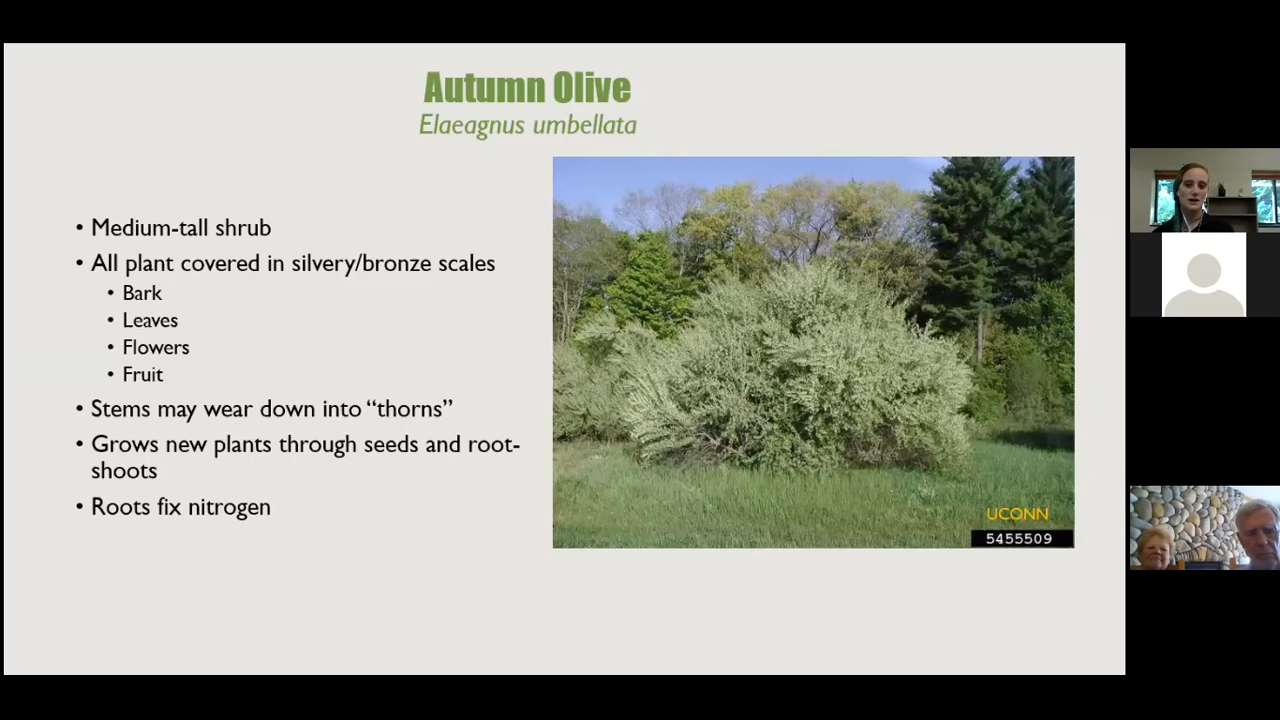 Autumn Olive
Elaeagnus umbellata
• Medium-tall shrub
• All plant covered in silvery/bronze scales
• Bark
• Leaves
• Flowers
• Fruit
• Stems may wear down into “thorns”
• Grows new plants through seeds and root-
shoots
• Roots fix nitrogen
UCONN
5455509